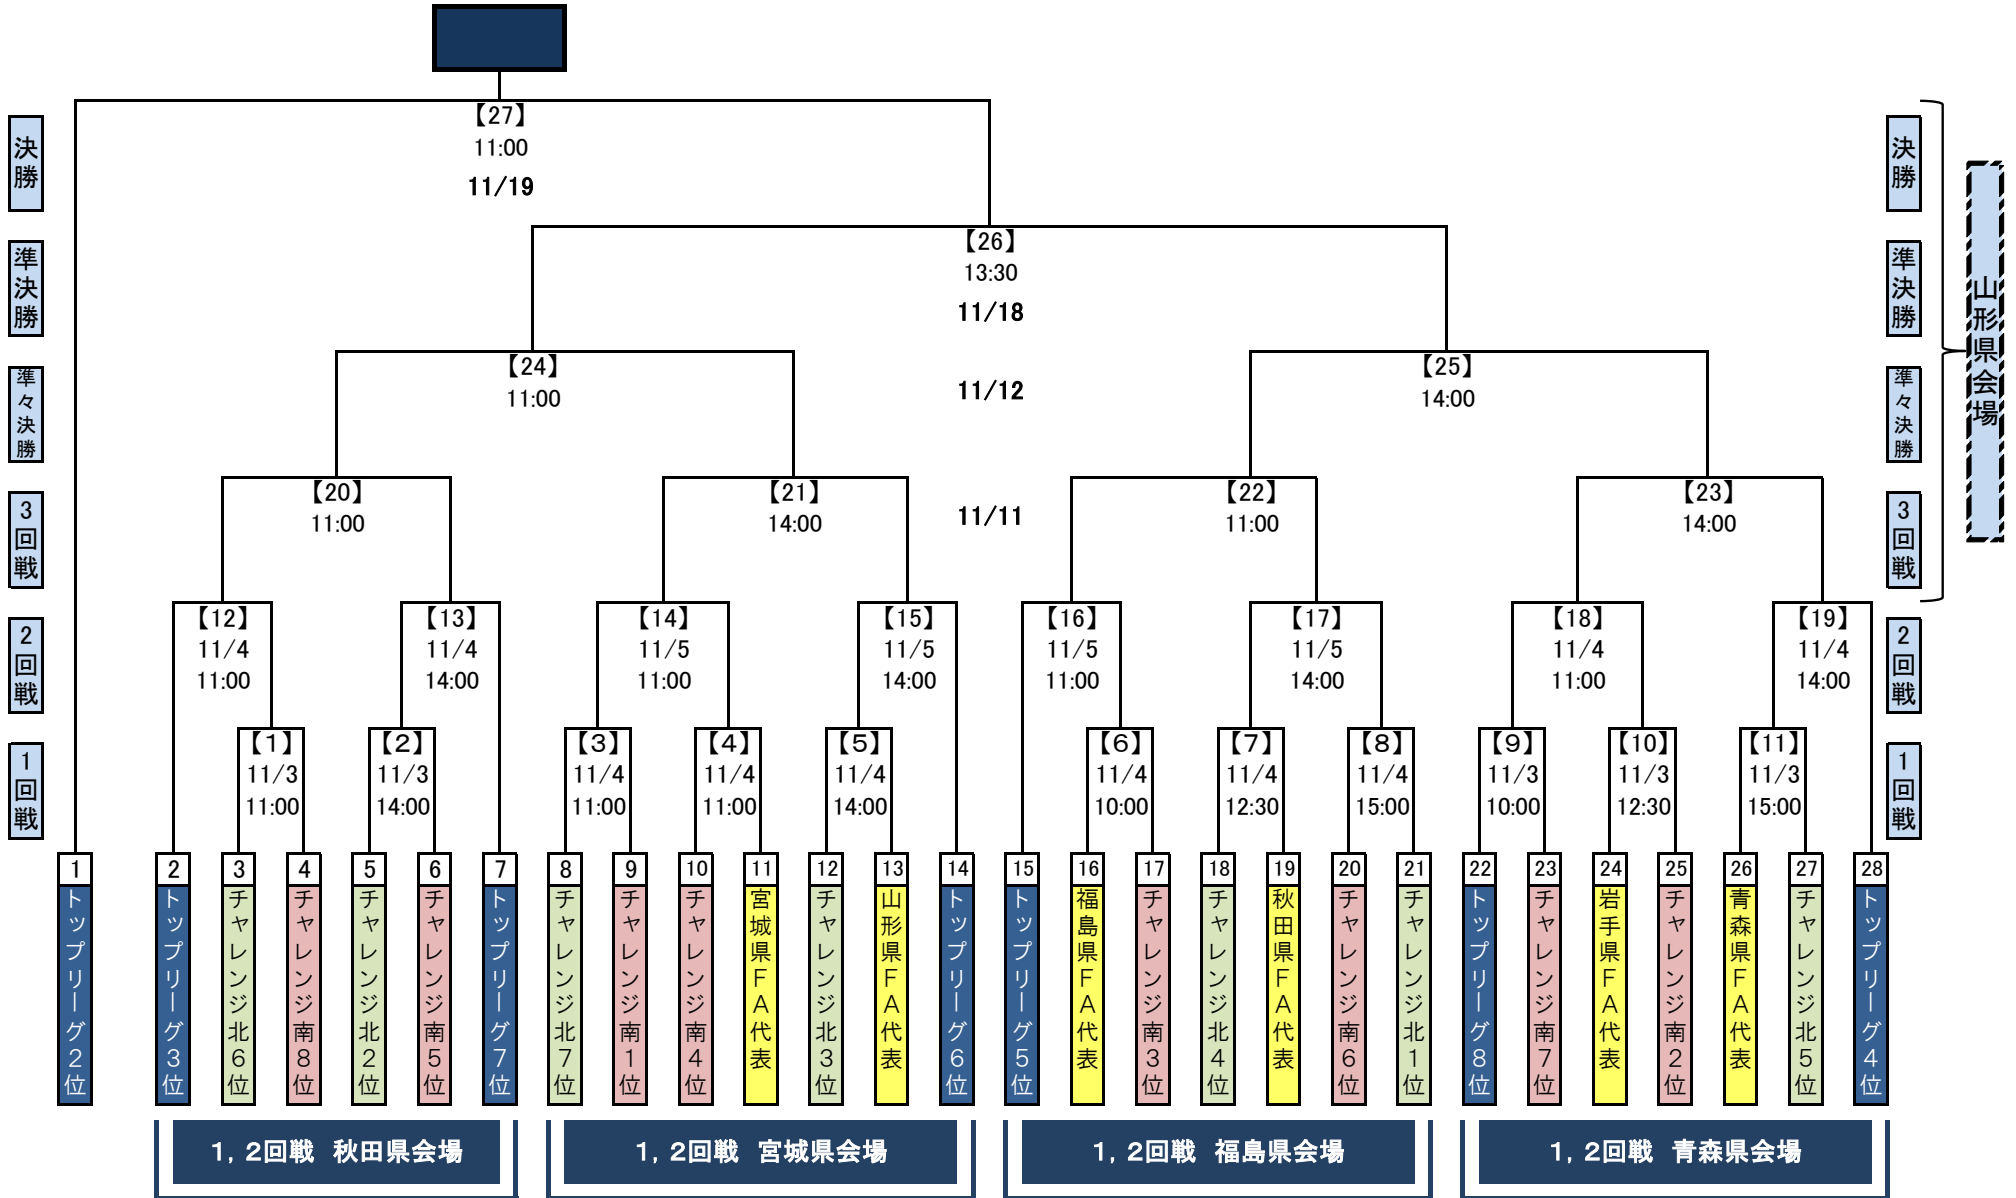 【27】
11:00
11/19
決勝
決勝
【26】
13:30
11/18
準決勝
準決勝
山形県会場
【24】
11:00
11/12
【25】
14:00
準々決勝
準々決勝
【20】
11:00
【21】
14:00
11/11
【22】
11:00
【23】
14:00
3回戦
3回戦
【12】
11/4
11:00
【13】
11/4
14:00
【14】
11/5
11:00
【15】
11/5
14:00
【16】
11/5
11:00
【17】
11/5
14:00
【18】
11/4
11:00
【19】
11/4
14:00
2回戦
2回戦
【1】
11/3
11:00
【2】
11/3
14:00
【3】
11/4
11:00
【4】
11/4
11:00
【5】
11/4
14:00
【6】
11/4
10:00
【7】
11/4
12:30
【8】
11/4
15:00
【9】
11/3
10:00
【10】
11/3
12:30
【11】
11/3
15:00
1回戦
1回戦
1
トップリーグ2位
2
トップリーグ3位
3
チャレンジ北6位
4
チャレンジ南8位
5
チャレンジ北2位
6
チャレンジ南5位
7
トップリーグ7位
8
チャレンジ北7位
9
チャレンジ南1位
10
チャレンジ南4位
11
宮城県FA代表
12
チャレンジ北3位
13
山形県FA代表
14
トップリーグ6位
15
トップリーグ5位
16
福島県FA代表
17
チャレンジ南3位
18
チャレンジ北4位
19
秋田県FA代表
20
チャレンジ南6位
21
チャレンジ北1位
22
トップリーグ8位
23
チャレンジ南7位
24
岩手県FA代表
25
チャレンジ南2位
26
青森県FA代表
27
チャレンジ北5位
28
トップリーグ4位
1,2回戦 秋田県会場
1,2回戦 宮城県会場
1,2回戦 福島県会場
1,2回戦 青森県会場